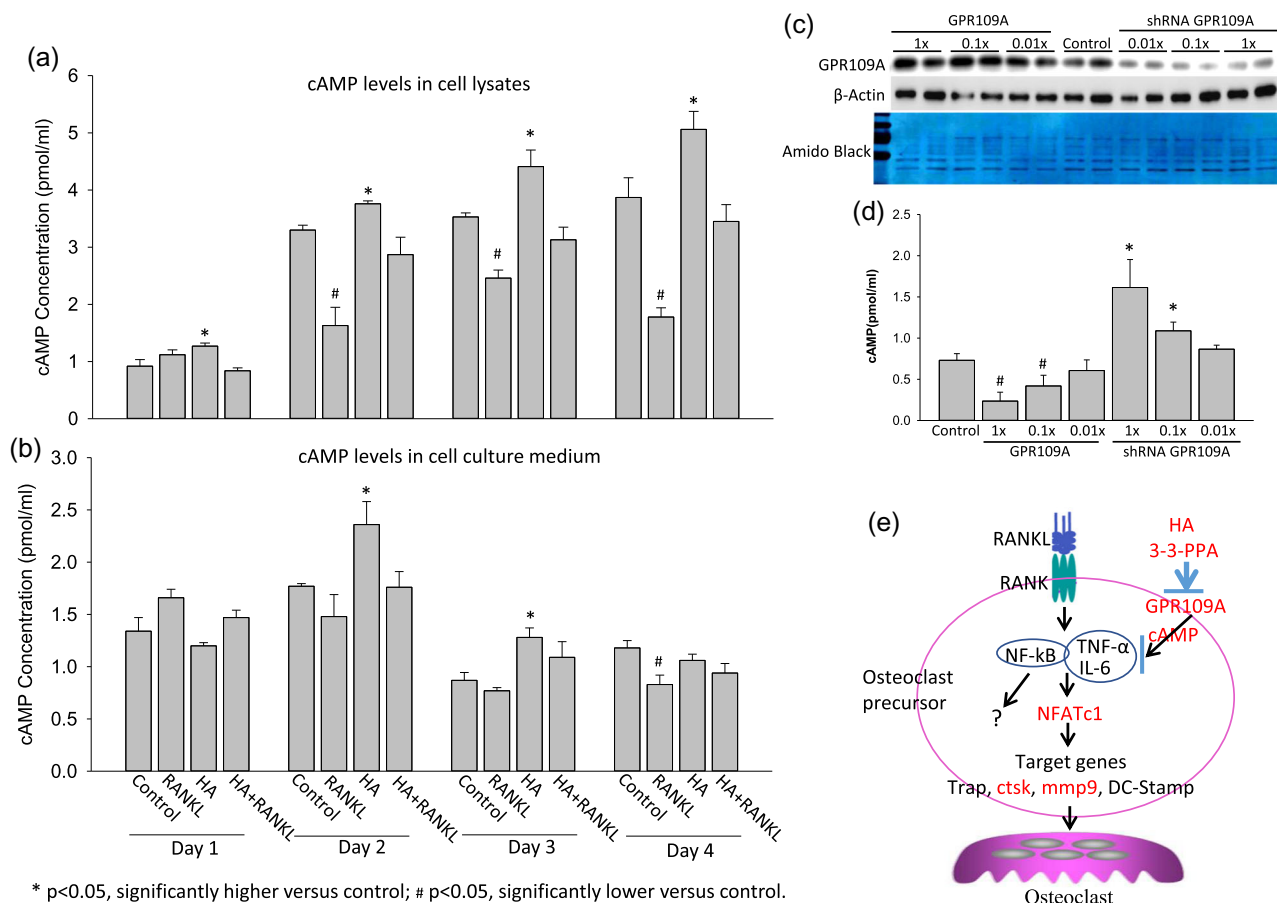 (a)
cAMP levels in cell lysates
cAMP Concentration (pmol/ml)
6
5
4
3
2
1
0
*
#
*
#
*
#
*
(b)
cAMP levels in cell culture medium
cAMP Concentration (pmol/ml)
3.0
2.5
2.0
1.5
1.0
0.5
0.0
*
*
#
Control RANKL HA HA+RANKL Control RANKL HA HA+RANKL Control RANKL HA HA+RANKL Control RANKL HA HA+RANKL
Day 1 Day 2 Day 3 Day 4
* p<0.05, significantly higher versus control; # p<0.05, significantly lower versus control.
(c)
GPR109A shRNA GPR109A
1x 0.1x 0.01x Control 0.01x 0.1x 1x
GPR109A
β-Actin
Amido Black
(d)
cAMP(pmol/ml)
2.5
2.0
1.5
1.0
0.5
0.0
# # * *
Control 1x 0.1x 0.01x 1x 0.1x 0.01x
GPR109A shRNA GPR109A
(e)
RANKL
RANK
HA
3-3-PPA
GPR109A
cAMP
NF-kB
TNF-α
IL-6
Osteoclast
precursor
?
NFATc1
Target genes
Trap, ctsk, mmp9, DC-Stamp
Osteoclast